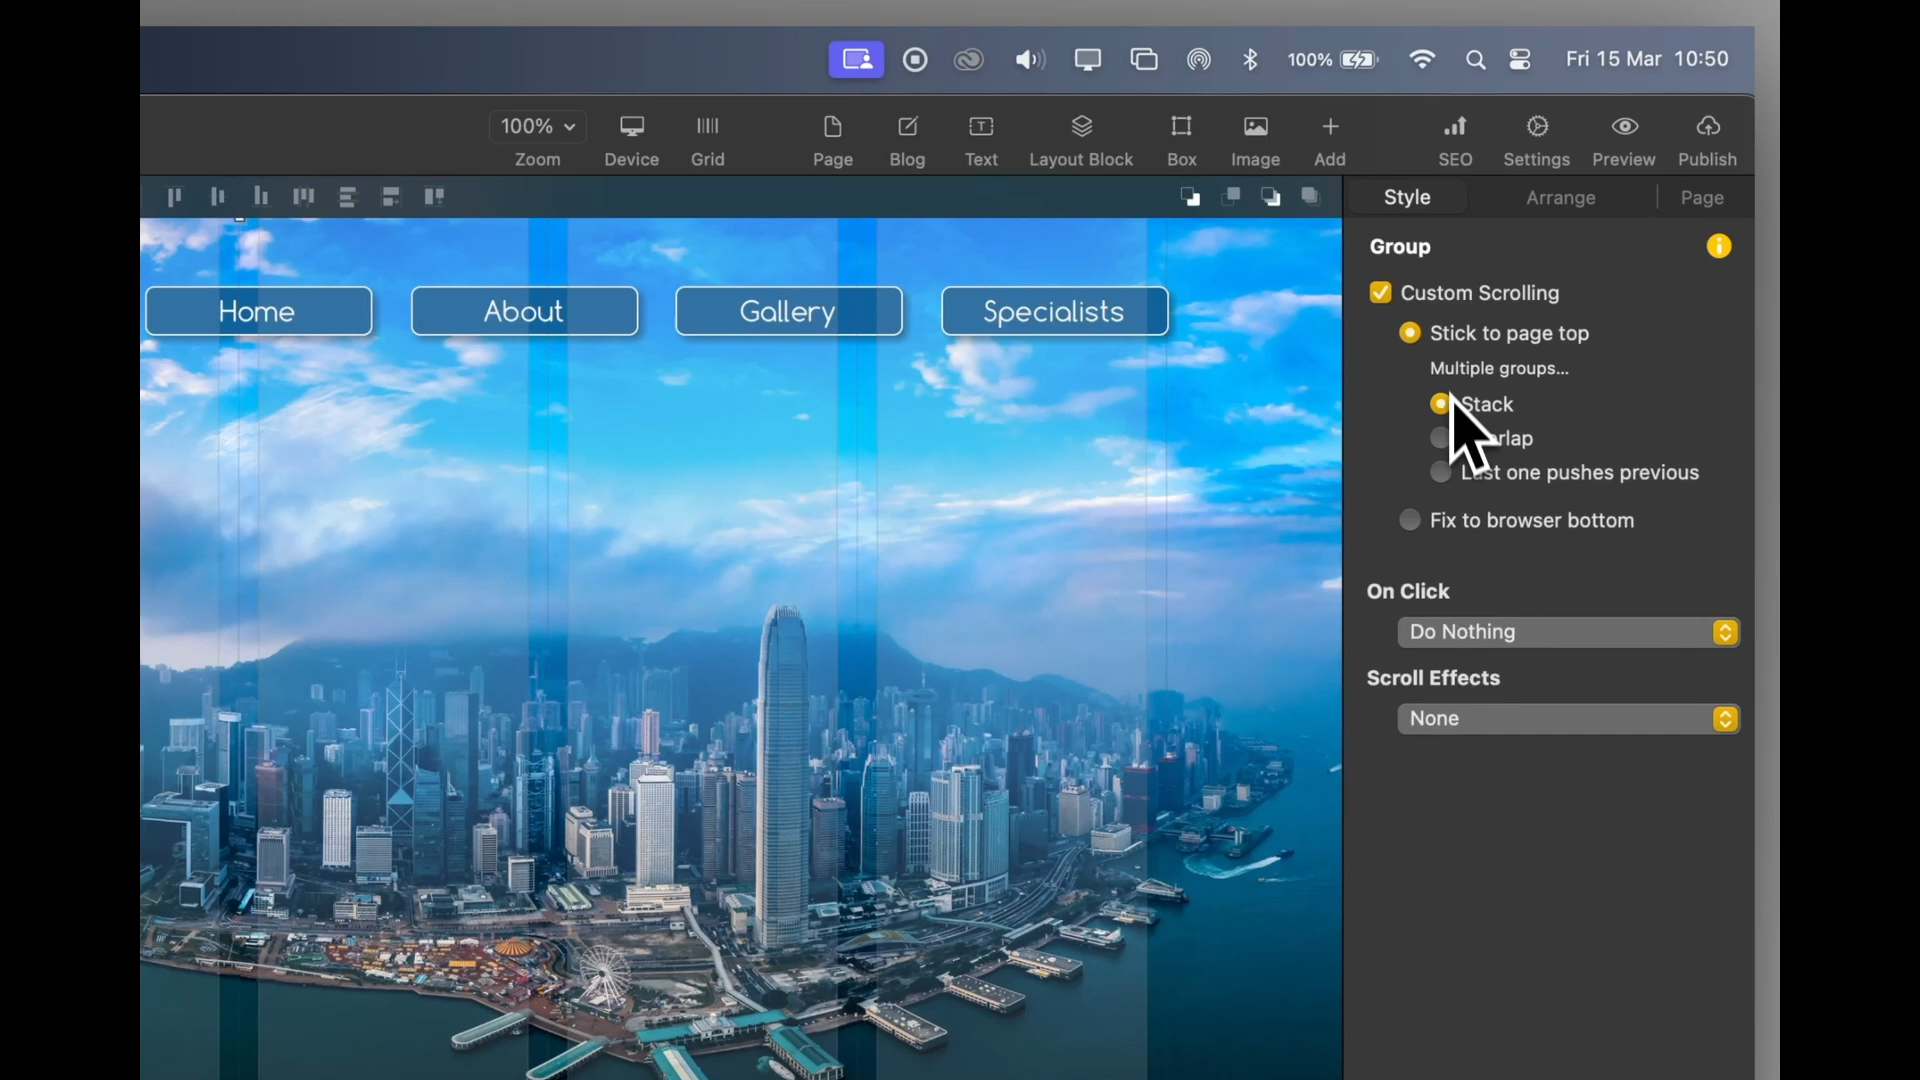 100% Fri 15 Mar 10:50
100%
Zoom Device Grid Page Blog Text Layout Block Box Image Add SEO Settings Preview Publish
Style Arrange Page
Group
Custom Scrolling
Home About Gallery Specialists
Stick to page top
Multiple groups...
Stack
rlap
Last one pushes previous
Fix to browser bottom
On Click
Do Nothing
Scroll Effects
None